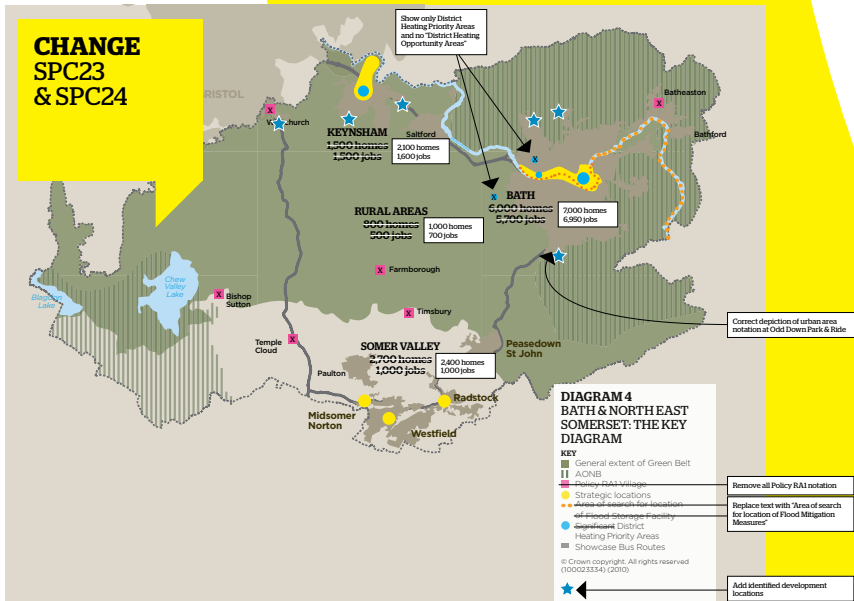 CHANGE
SPC23
& SPC24
Show only District
Heating Priority Areas
and no "District Heating
Opportunity Areas"
BRISTOL
x
Whitchurch
x
Batheaston
Bathford
KEYNSHAM
Saltford
1,500 homes
1,500 jobs
2,100 homes
1,600 jobs
x
x
BATH
6,000 homes
5,700 jobs
7,000 homes
6,950 jobs
RURAL AREAS
800 homes
500 jobs
1,000 homes
700 jobs
x
Farmborough
Chew
Valley
Lake
Blagdon
Lake
x
Bishop
Sutton
x
Timsbury
Correct depiction of urban area
notation at Odd Down Park & Ride
x
Temple
Cloud
SOMER VALLEY
2,700 homes
1,000 jobs
2,400 homes
1,000 jobs
Peasedown
St John
Paulton
Radstock
Midsomer
Norton
Westfield
DIAGRAM 4
BATH & NORTH EAST
SOMERSET: THE KEY
DIAGRAM
KEY
General extent of Green Belt
AONB
Policy RA1 Village
Strategic locations
Area of search for location
of Flood Storage Facility
Significant District
Heating Priority Areas
Showcase Bus Routes
© Crown copyright. All rights reserved
(100023334) (2010)
Remove all Policy RA1 notation
Replace text with "Area of search
for location of Flood Mitigation
Measures"
Add identified development
locations